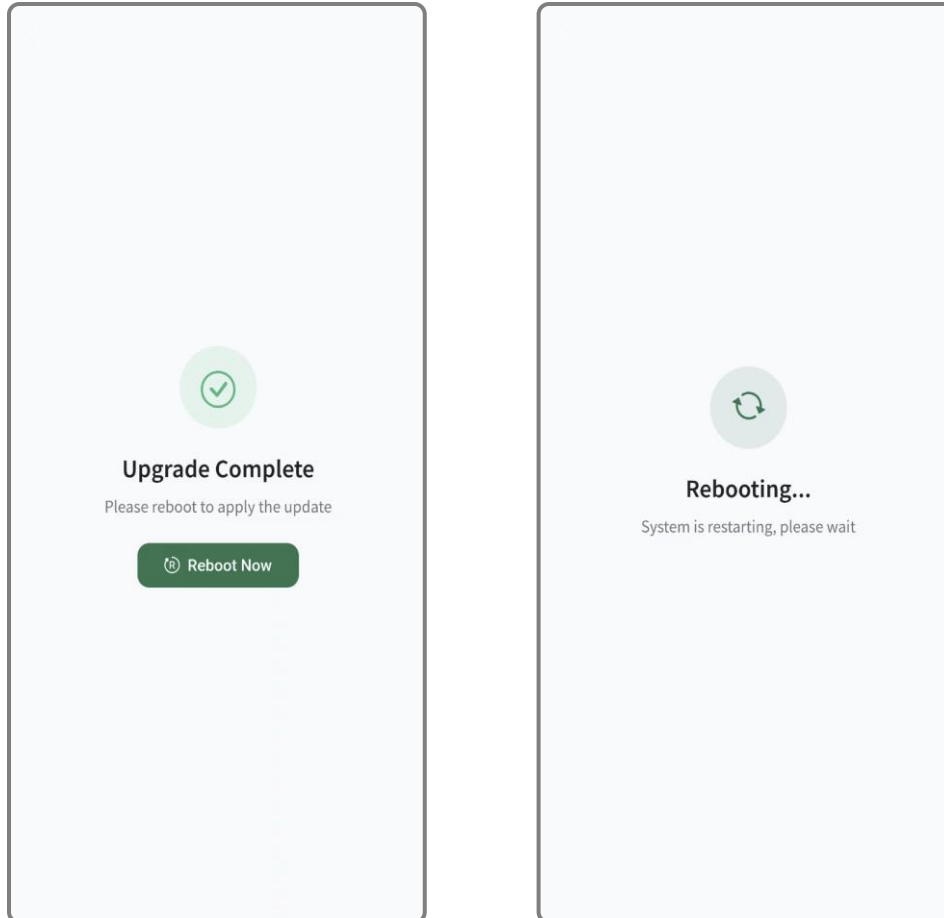 Upgrade Complete
Please reboot to apply the update
R Reboot Now
Rebooting...
System is restarting, please wait